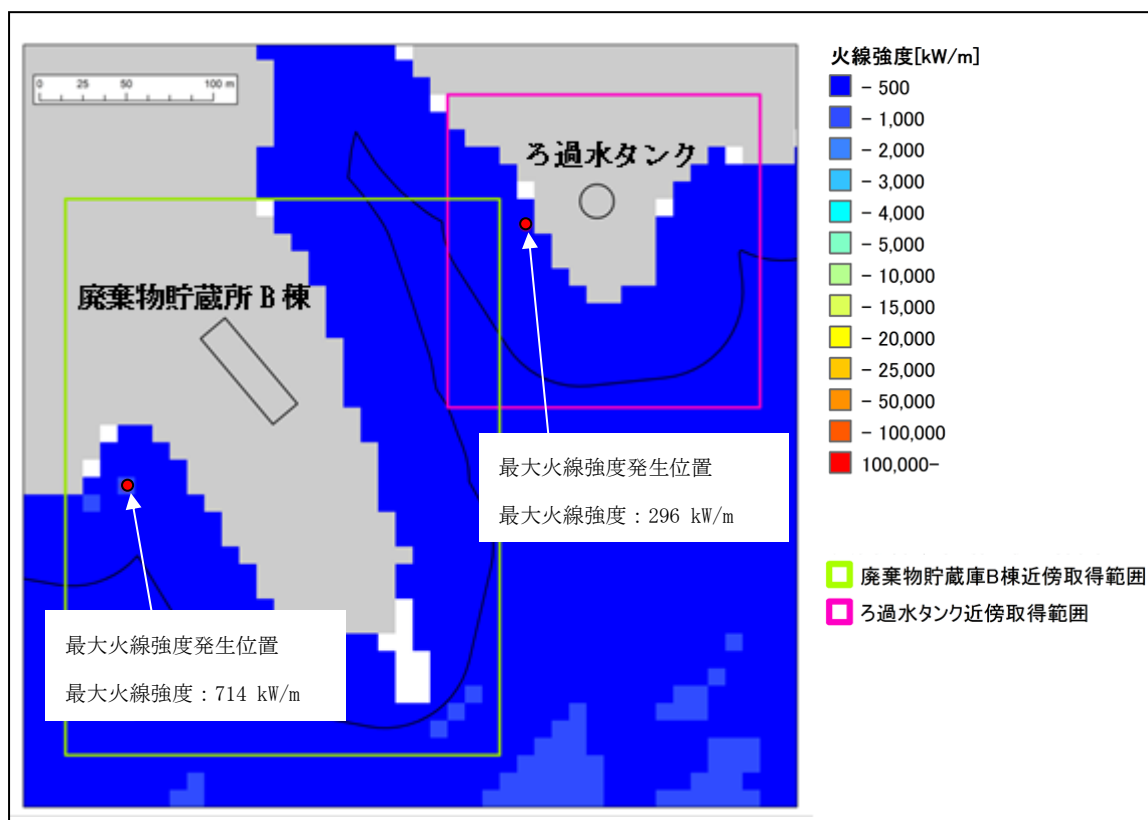 0 25 50 100 m
ろ過水タンク
廃棄物貯蔵所B棟
最大火線強度発生位置
最大火線強度：296 kW/m
最大火線強度発生位置
最大火線強度：714 kW/m
火線強度[kW/m]
- 500
- 1,000
- 2,000
- 3,000
- 4,000
- 5,000
- 10,000
- 15,000
- 20,000
- 25,000
- 50,000
- 100,000
100,000-
廃棄物貯蔵庫B棟近傍取得範囲
ろ過水タンク近傍取得範囲